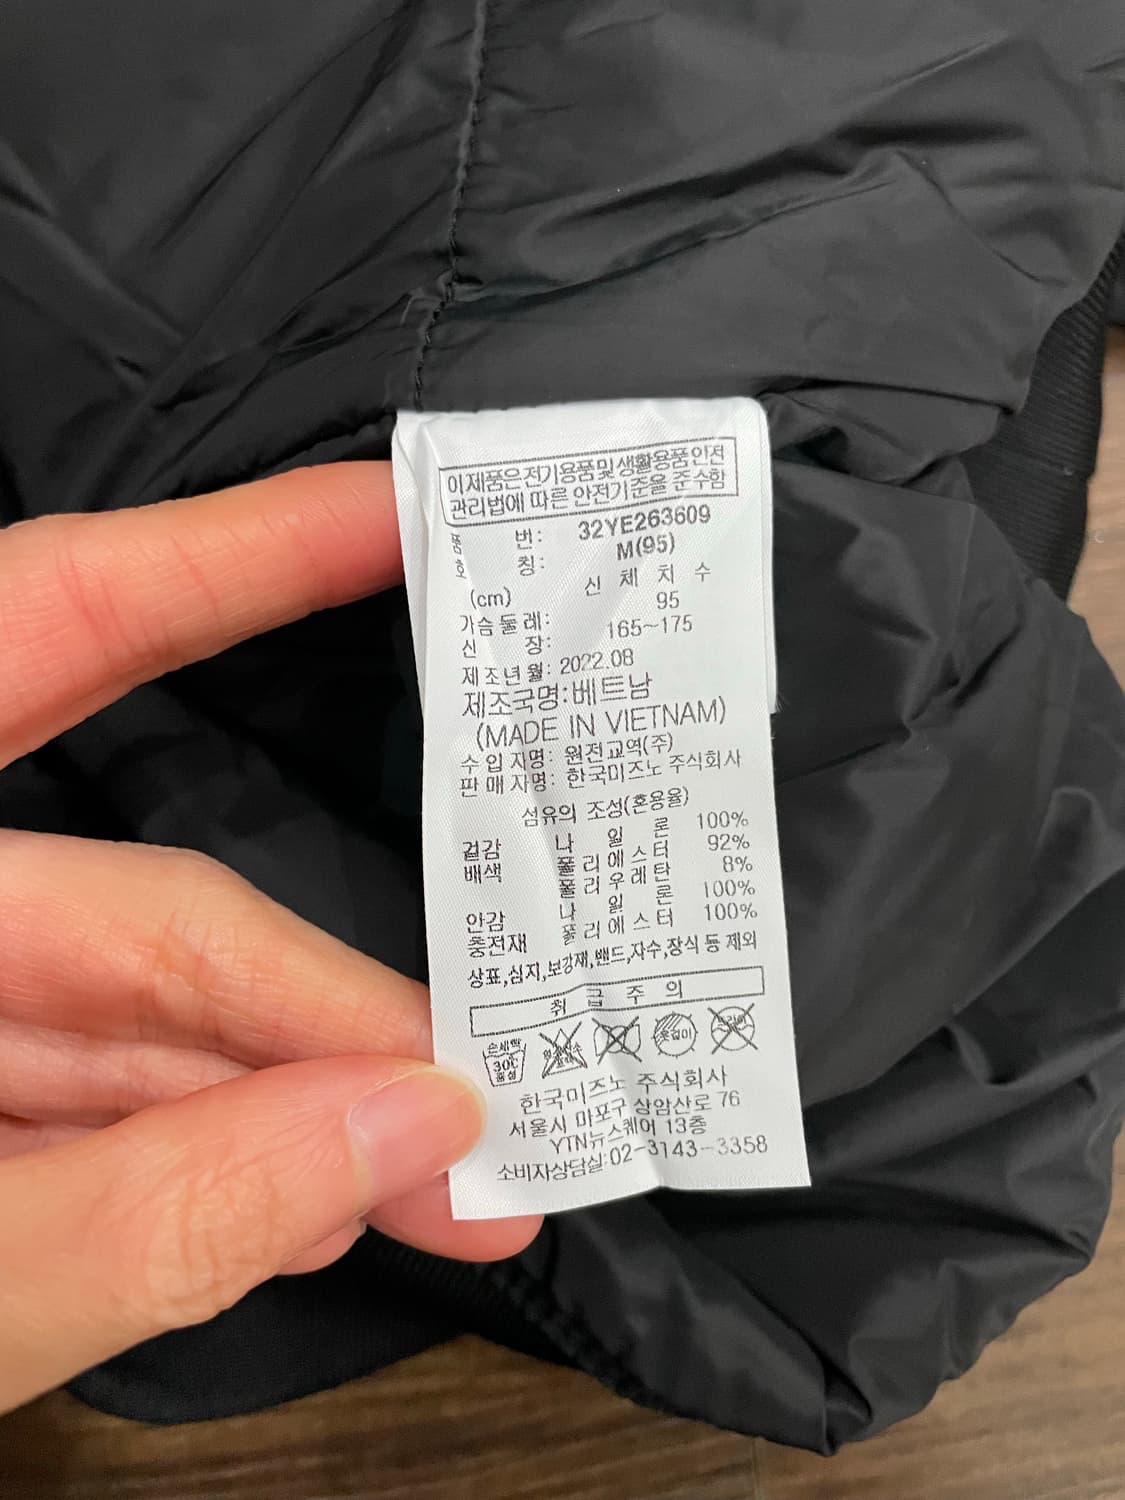 이 제품은 전기용품 및 생활용품 안전
관리법에 따른 안전기준을 준수함
품 번: 32YE263609
호 칭: M(95)
(cm) 신 체 치 수
가슴둘레: 95
신 장: 165~175
제조년월: 2022.08
제조국명:베트남
(MADE IN VIETNAM)
수 입 자명: 원전교역(주)
판 매 자명: 한국미즈노 주식회사
섬유의 조성(혼용율)
겉감 나 일 론 100%
배색 폴 리 에 스 터 92%
폴 리 우 레 탄 8%
안감 나 일 론 100%
충전재 폴 리 에 스 터 100%
상표,심지,보강재,밴드,자수,장식 등 제외
취 급 주 의
손세탁
30℃
중성
옷걸이
드라이
한국미즈노 주식회사
서울시 마포구 상암산로 76
YTN뉴스퀘어 13층
소비자상담실:02-3143-3358